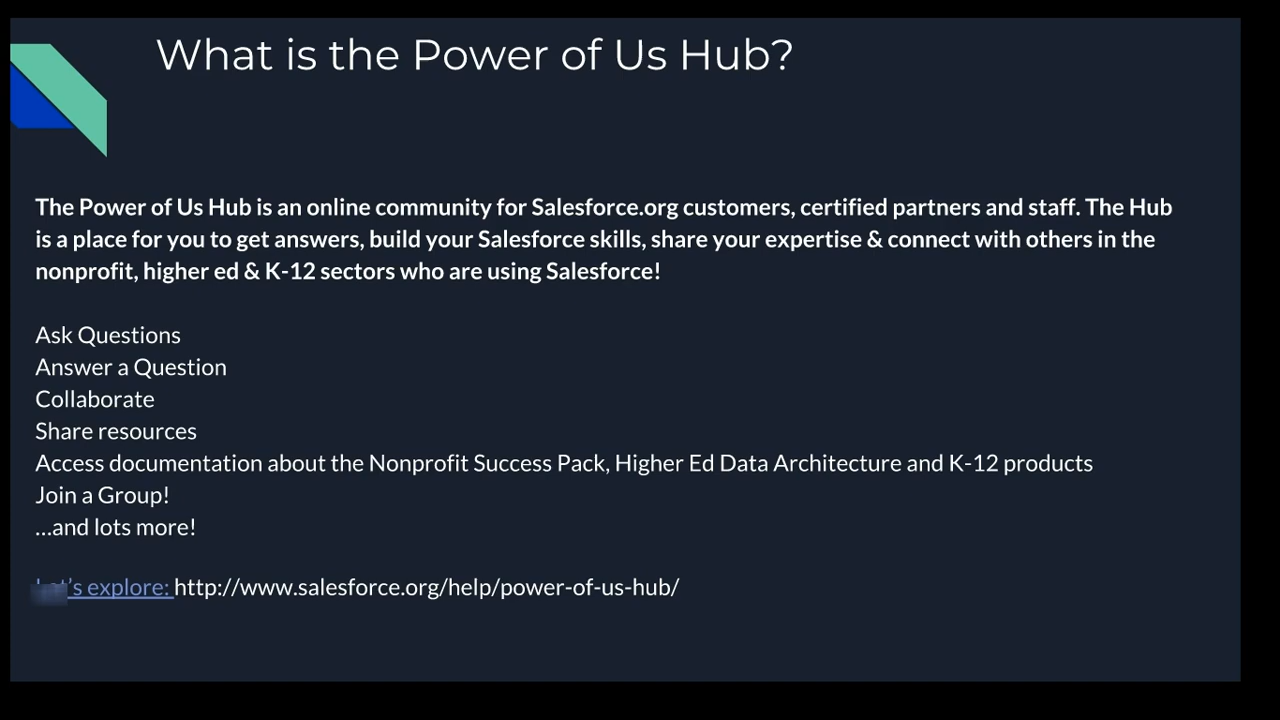 What is the Power of Us Hub?
The Power of Us Hub is an online community for Salesforce.org customers, certified partners and staff. The Hub
is a place for you to get answers, build your Salesforce skills, share your expertise & connect with others in the
nonprofit, higher ed & K-12 sectors who are using Salesforce!
Ask Questions
Answer a Question
Collaborate
Share resources
Access documentation about the Nonprofit Success Pack, Higher Ed Data Architecture and K-12 products
Join a Group!
...and lots more!
Let's explore: http://www.salesforce.org/help/power-of-us-hub/